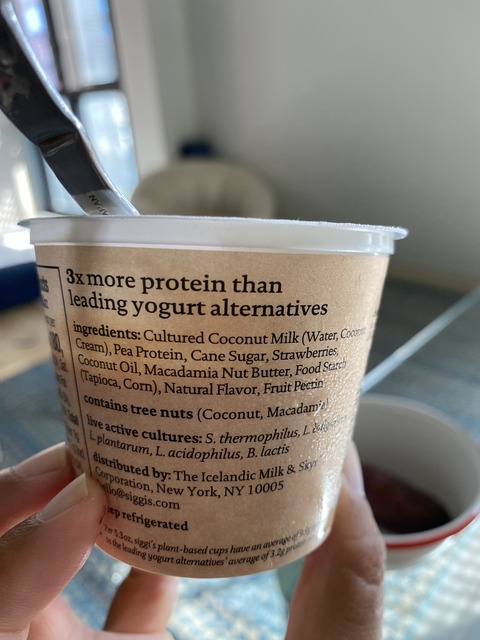 3x more protein than
leading yogurt alternatives
ingredients: Cultured Coconut Milk (Water, Coconut
Cream), Pea Protein, Cane Sugar, Strawberries,
Coconut Oil, Macadamia Nut Butter, Food Starch
(Tapioca, Corn), Natural Flavor, Fruit Pectin
contains tree nuts (Coconut, Macadamia)
live active cultures: S. thermophilus, L.
L. plantarum, L. acidophilus, B. lactis
distributed by: The Icelandic Milk & Skyr
Corporation, New York, NY 10005
@siggis.com
refrigerated
5.3oz, siggi's plant-based cups have an average of
the leading yogurt alternatives' average of 3.2g